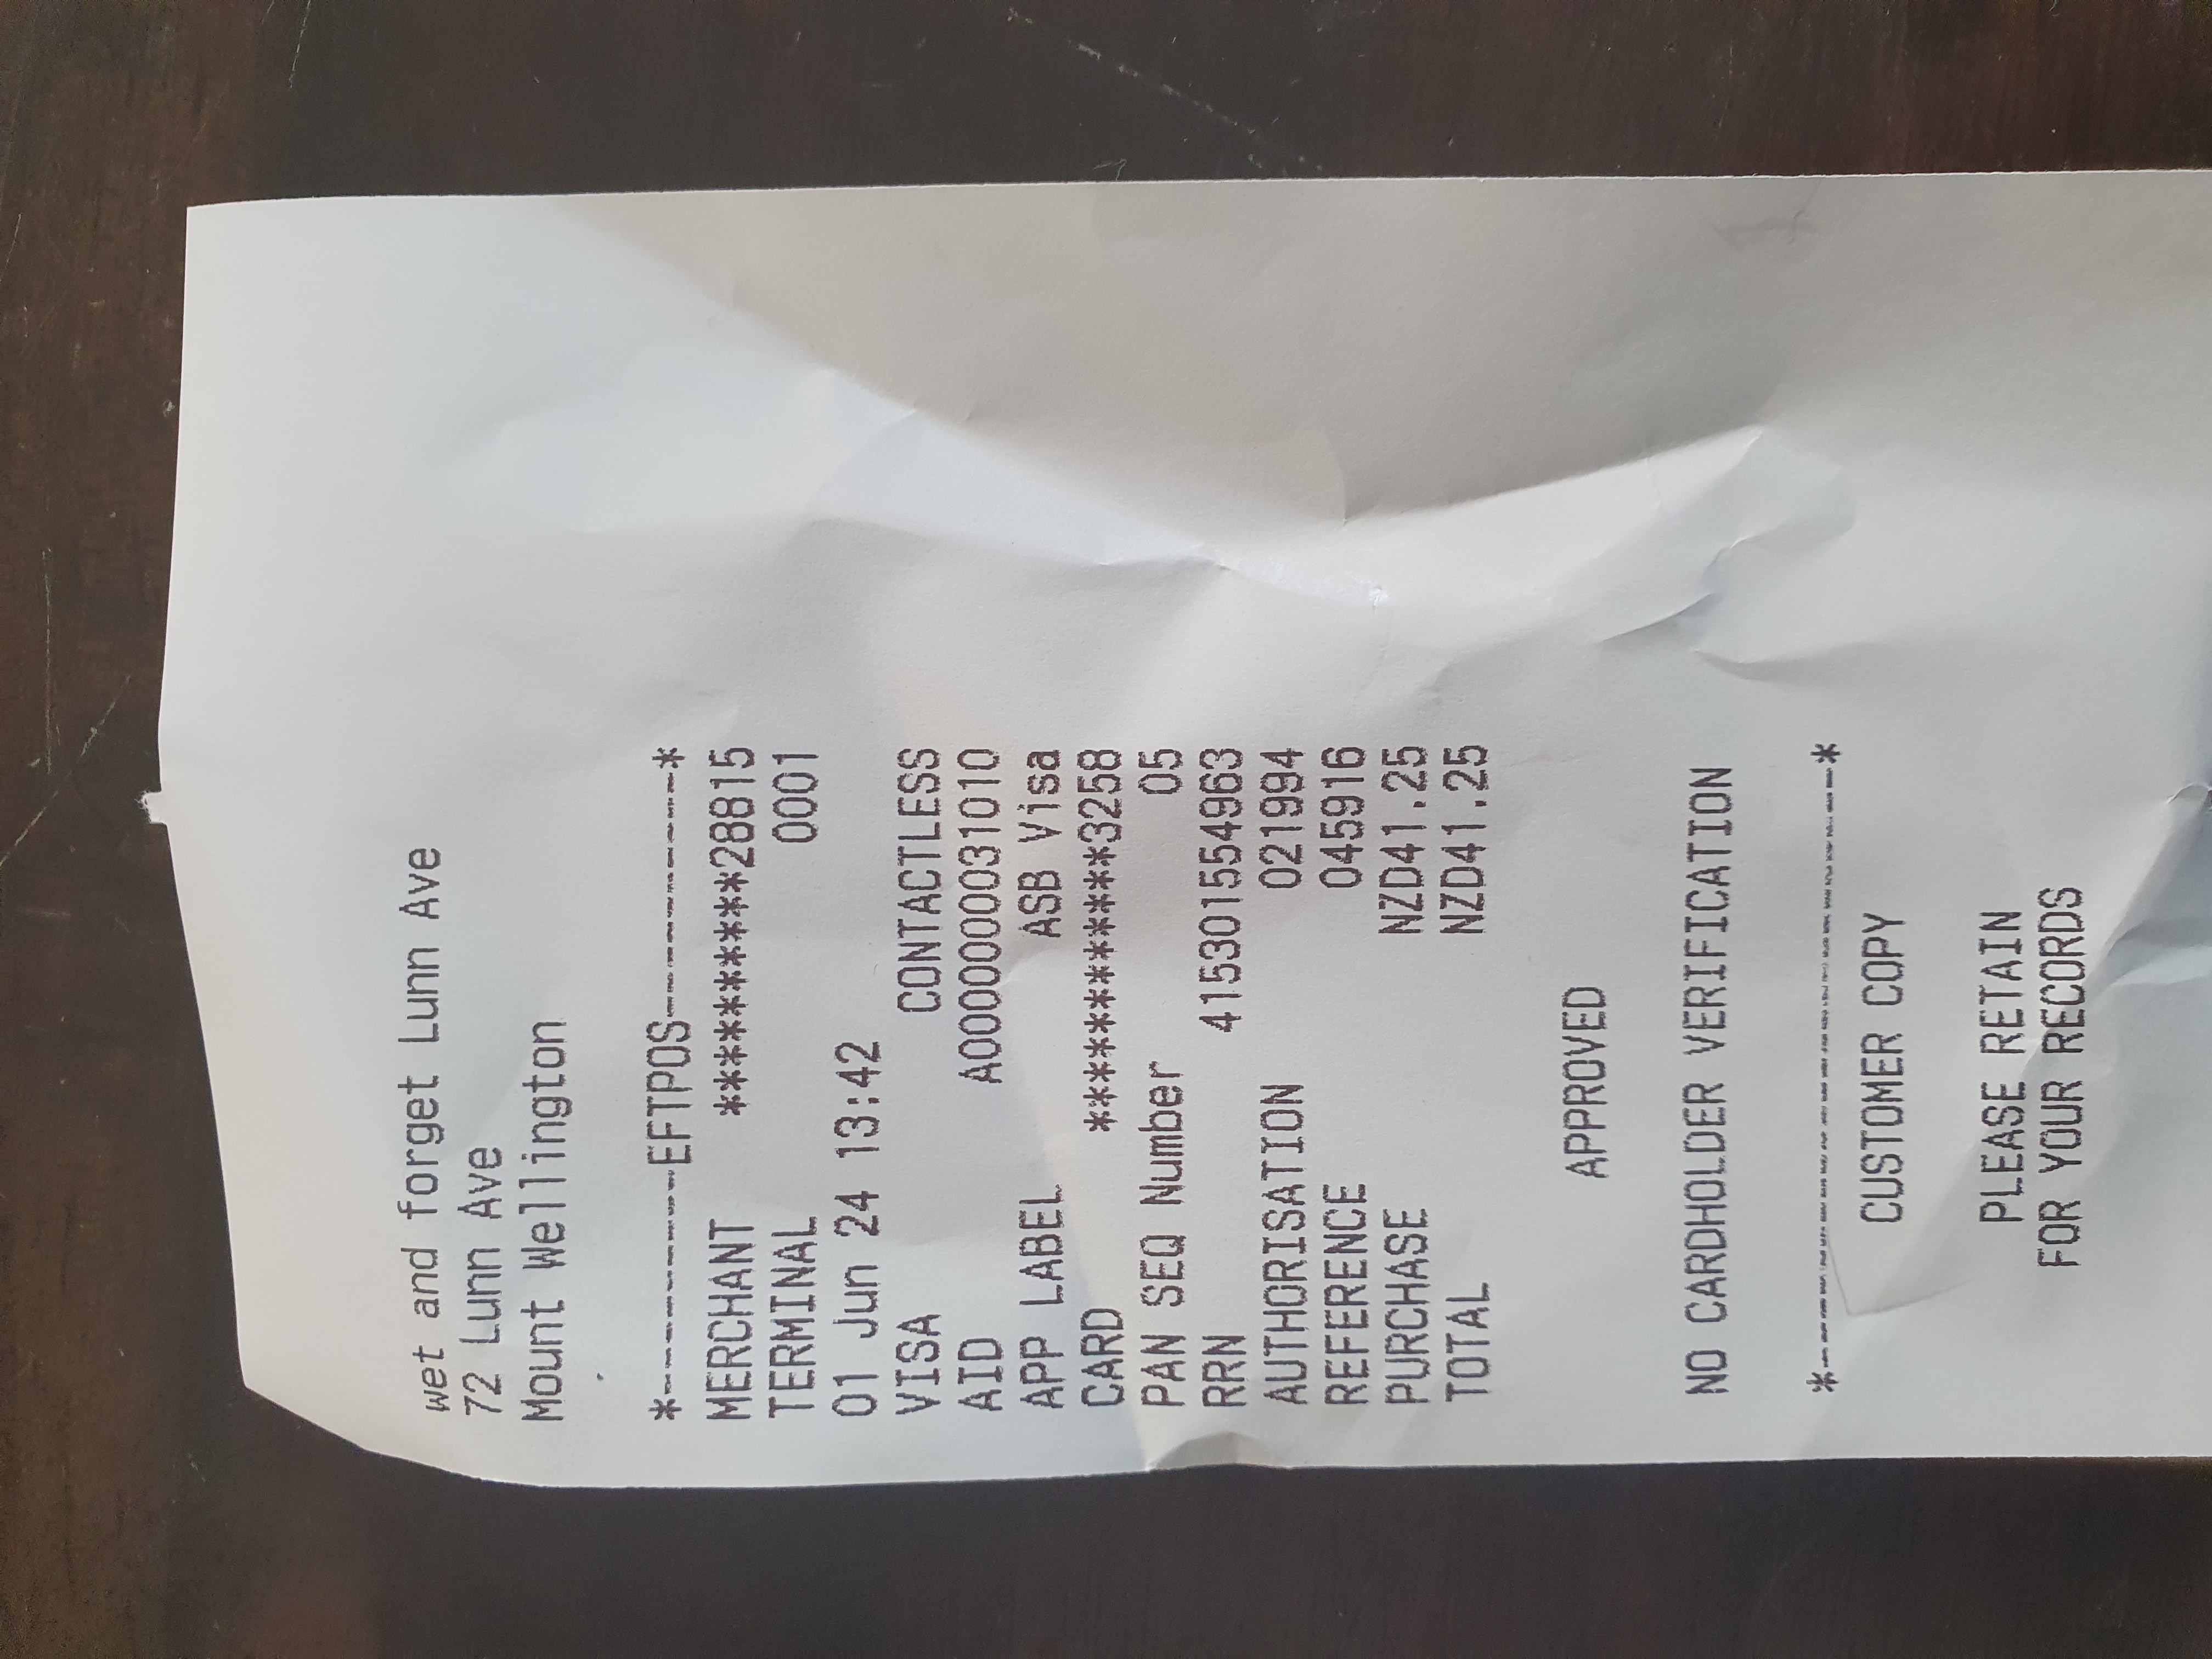 wet and forget Lunn Ave
72 Lunn Ave
Mount Wellington
*---------EFTPOS----------*
MERCHANT **********28815
TERMINAL 0001
01 Jun 24 13:42
VISA CONTACTLESS
AID A0000000031010
APP LABEL ASB Visa
CARD ************3258
PAN SEQ Number 05
RRN 415301554963
AUTHORISATION 021994
REFERENCE 045916
PURCHASE NZD41.25
TOTAL NZD41.25
APPROVED
NO CARDHOLDER VERIFICATION
*-------------------------*
CUSTOMER COPY
PLEASE RETAIN
FOR YOUR RECORDS